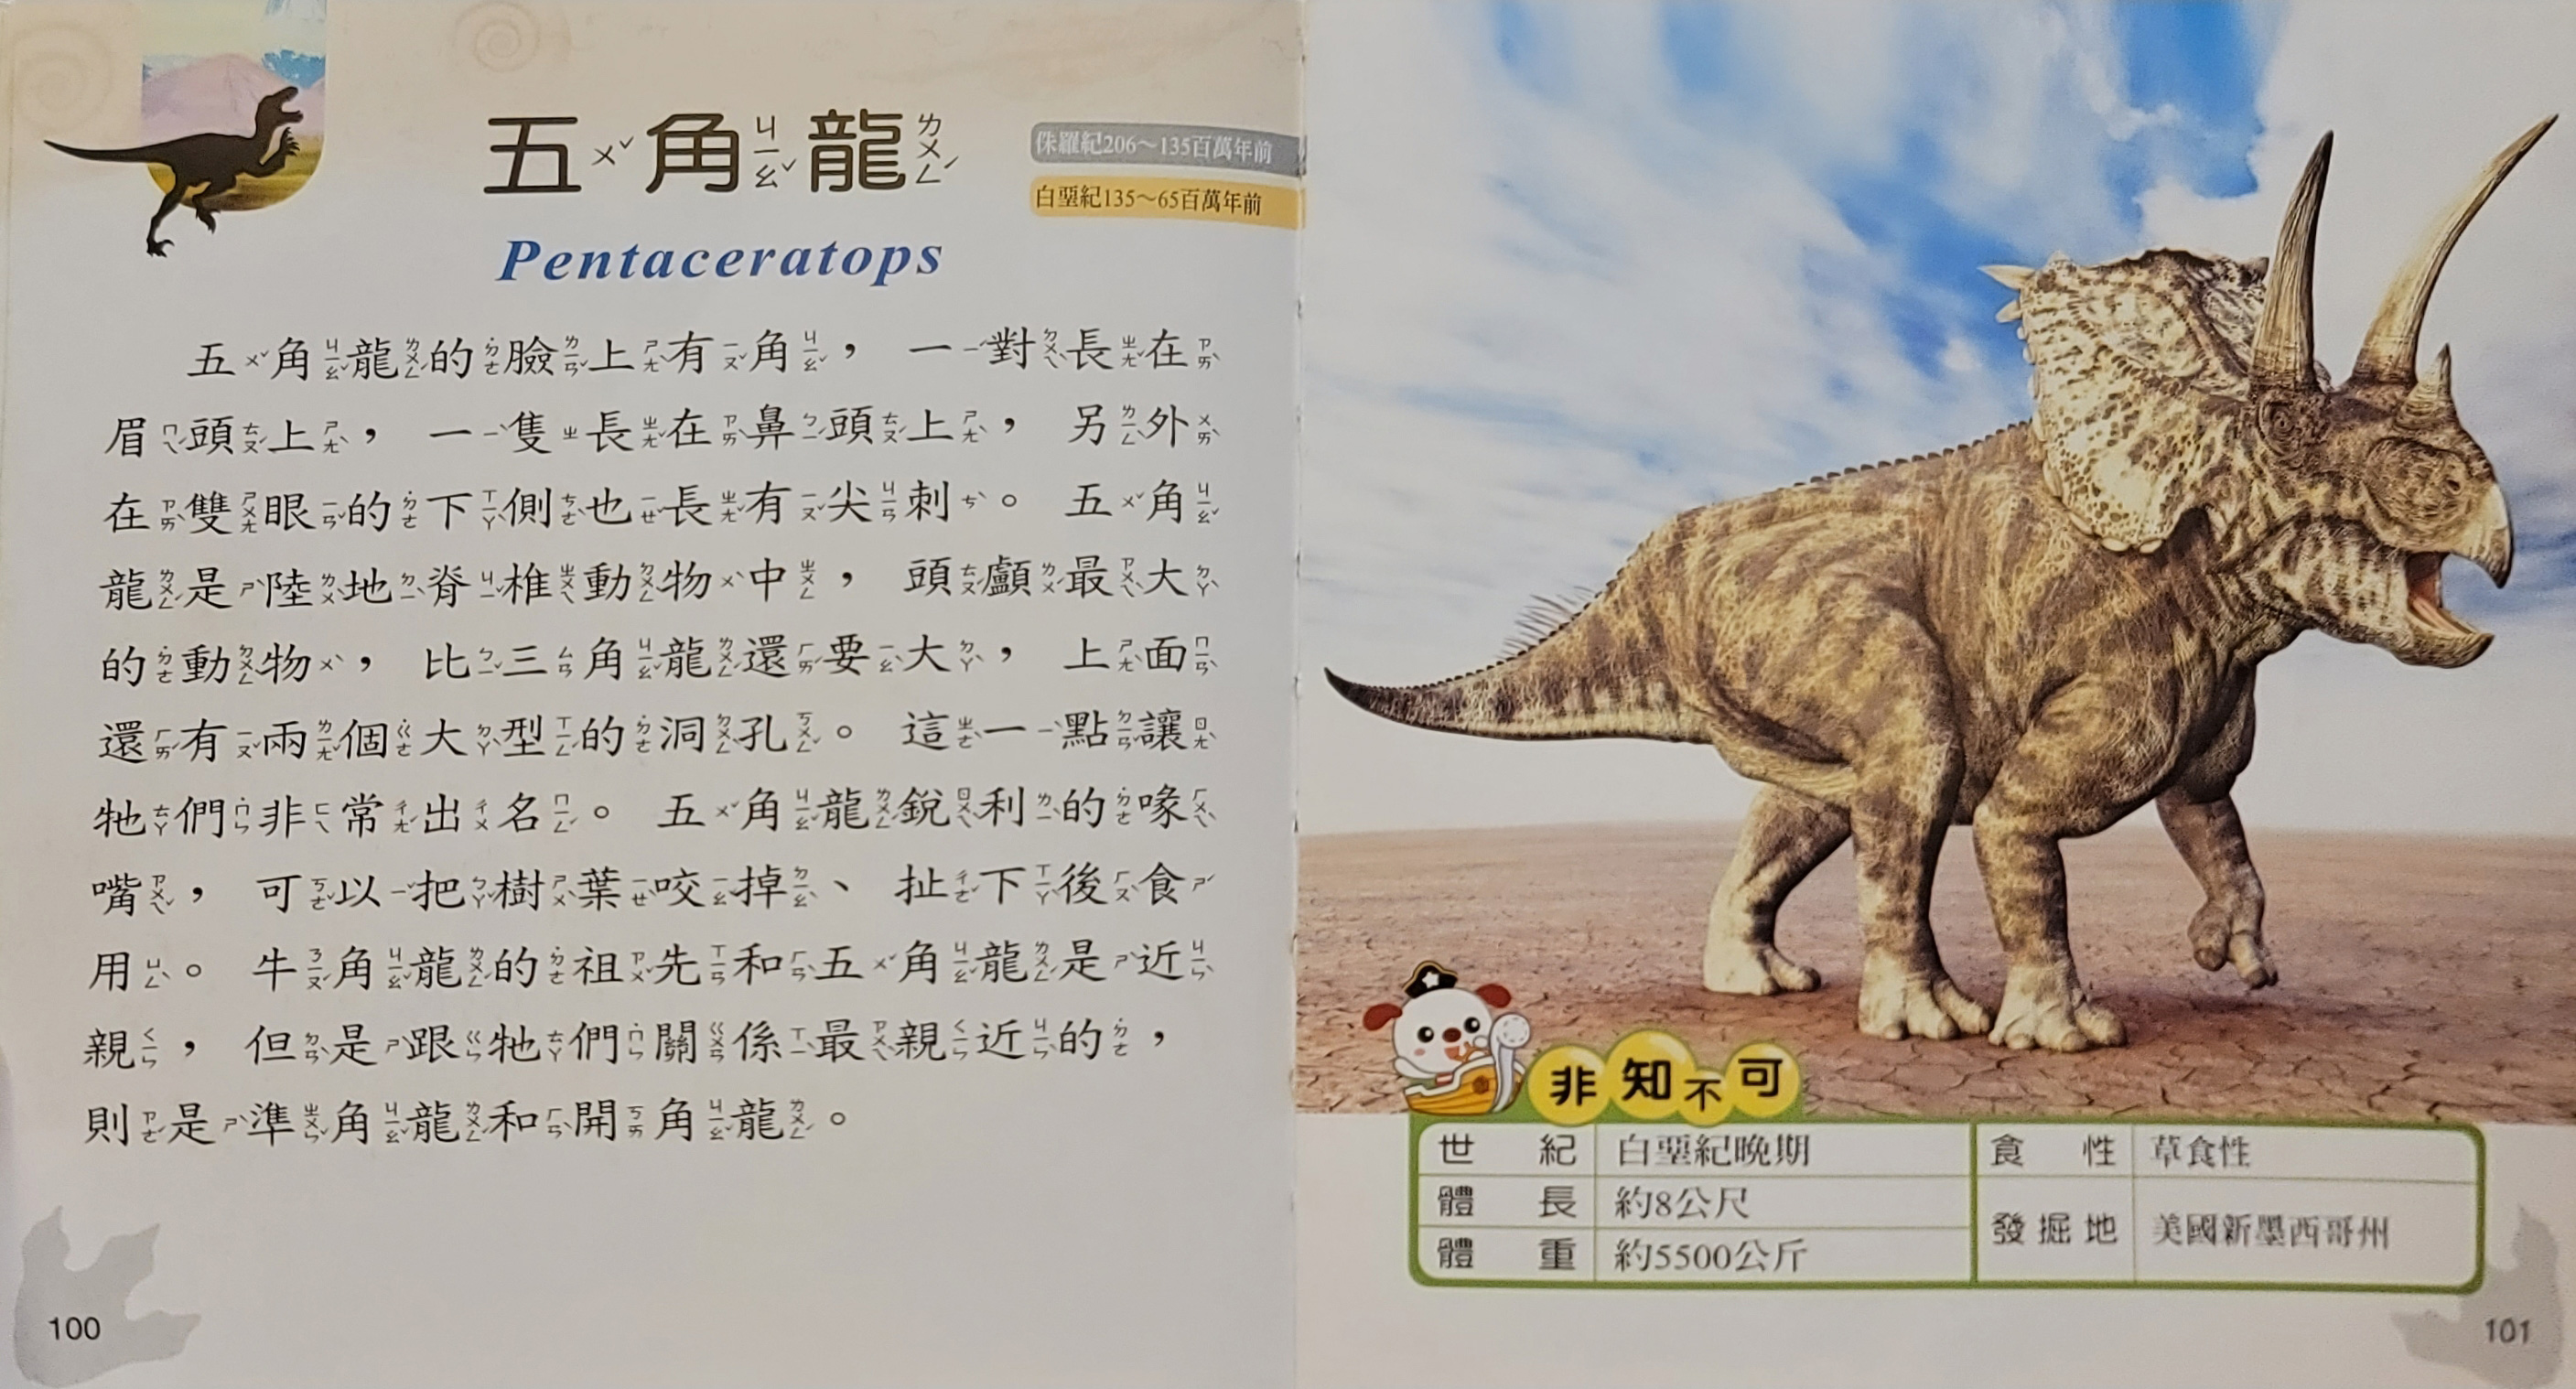 五角龍
Pentaceratops
侏羅紀206～135百萬年前
白堊紀135～65百萬年前
五角龍的臉上有角，一對長在
眉頭上，一隻長在鼻頭上，另外
在雙眼的下側也長有尖刺。五角
龍是陸地脊椎動物中，頭顱最大
的動物，比三角龍還要大，上面
還有兩個大型的洞孔。這一點讓
牠們非常出名。五角龍銳利的喙
嘴，可以把樹葉咬掉、扯下後食
用。牛角龍的祖先和五角龍是近
親，但是跟牠們關係最親近的，
則是準角龍和開角龍。
100
非知不可
世紀 白堊紀晚期
體長 約8公尺
體重 約5500公斤
食性 草食性
發掘地 美國新墨西哥州
101